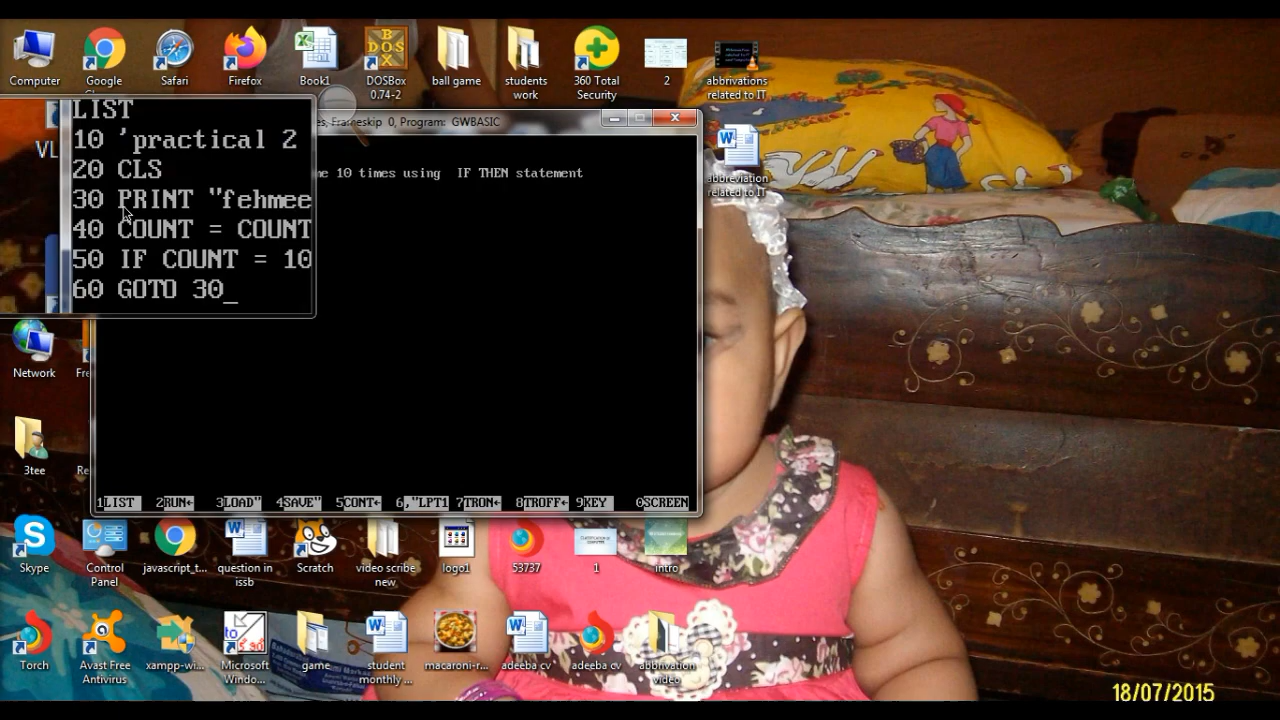 Computer
Google
Safari
Firefox
Book1
DOSBox
0.74-2
ball game
students
work
360 Total
Security
2
abbrivations
related to IT
Frameskip 0, Program: GWBASIC
LIST
10 'practical 2
20 CLS
30 PRINT "fehmee
40 COUNT = COUNT
50 IF COUNT = 10
60 GOTO 30_
me 10 times using IF THEN statement
VL
abbreviation
related to IT
Network
Fre
3tee
Re
1LIST 2RUN← 3LOAD" 4SAVE" 5CONT← 6,"LPT1 7TRON← 8TROFF← 9KEY 0SCREEN
Skype
Control
Panel
javascript_t...
question in
issb
Scratch
video scribe
new
logo1
53737
1
intro
Torch
Avast Free
Antivirus
xampp-wi...
Microsoft
Windo...
game
student
monthly ...
macaroni-r...
adeeba cv
adeeba cv
abbrivation
video
18/07/2015